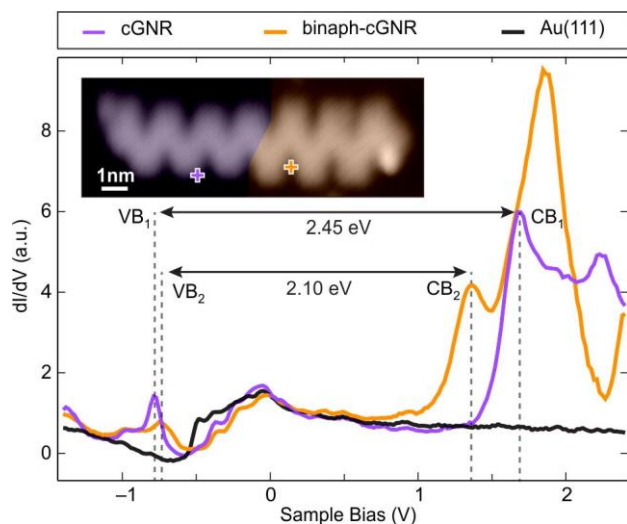 cGNR binaph-cGNR Au(111)
8
6
4
2
0
dI/dV (a.u.)
1nm
VB₁ 2.45 eV CB₁
VB₂ 2.10 eV CB₂
−1 0 1 2
Sample Bias (V)